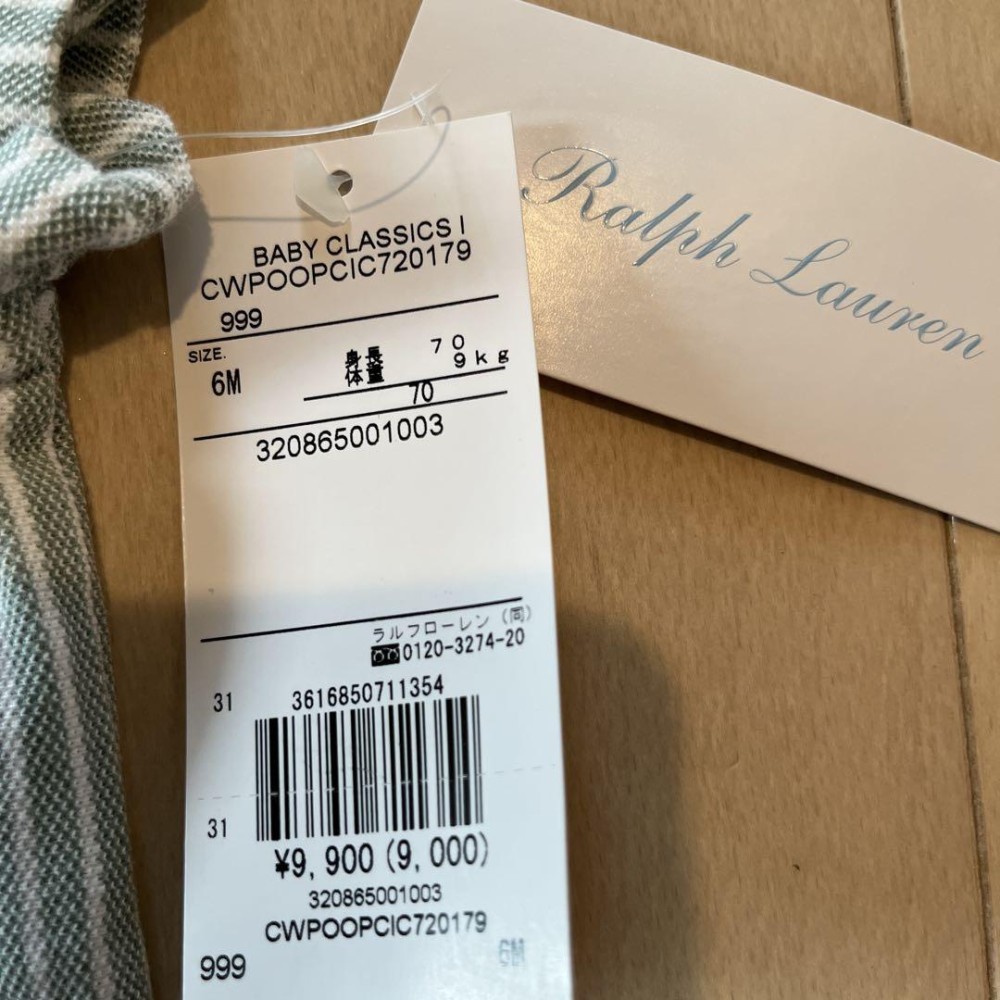 BABY CLASSICS I
CWPOOPCIC720179
999
SIZE.
6M
身長 70
体重 9kg
70
320865001003
ラルフローレン（同）
0120-3274-20
31
3616850711354
31
¥9,900(9,000)
320865001003
CWPOOPCIC720179
999
6M
Ralph Lauren